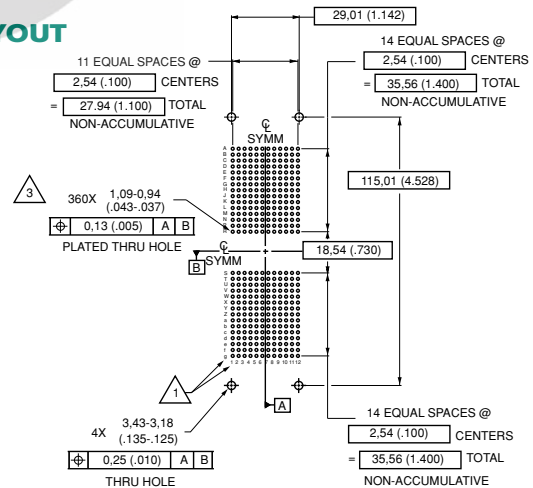 YOUT
29,01 (1.142)
11 EQUAL SPACES @
2,54 (.100) CENTERS
= 27.94 (1.100) TOTAL
NON-ACCUMULATIVE
14 EQUAL SPACES @
2,54 (.100) CENTERS
= 35,56 (1.400) TOTAL
NON-ACCUMULATIVE
C L
SYMM
A
B
C
D
E
F
G
H
J
K
L
M
N
3
360X 1,09-0,94
(.043-.037)
⌖ 0,13 (.005) A B
PLATED THRU HOLE
115,01 (4.528)
C L
SYMM
B
18,54 (.730)
S
T
U
V
W
X
Y
Z
a
b
c
d
e
f
g
1 2 3 4 5 6 7 8 9 10 11 12
1
A
4X 3,43-3,18
(.135-.125)
⌖ 0,25 (.010) A B
THRU HOLE
14 EQUAL SPACES @
2,54 (.100) CENTERS
= 35,56 (1.400) TOTAL
NON-ACCUMULATIVE